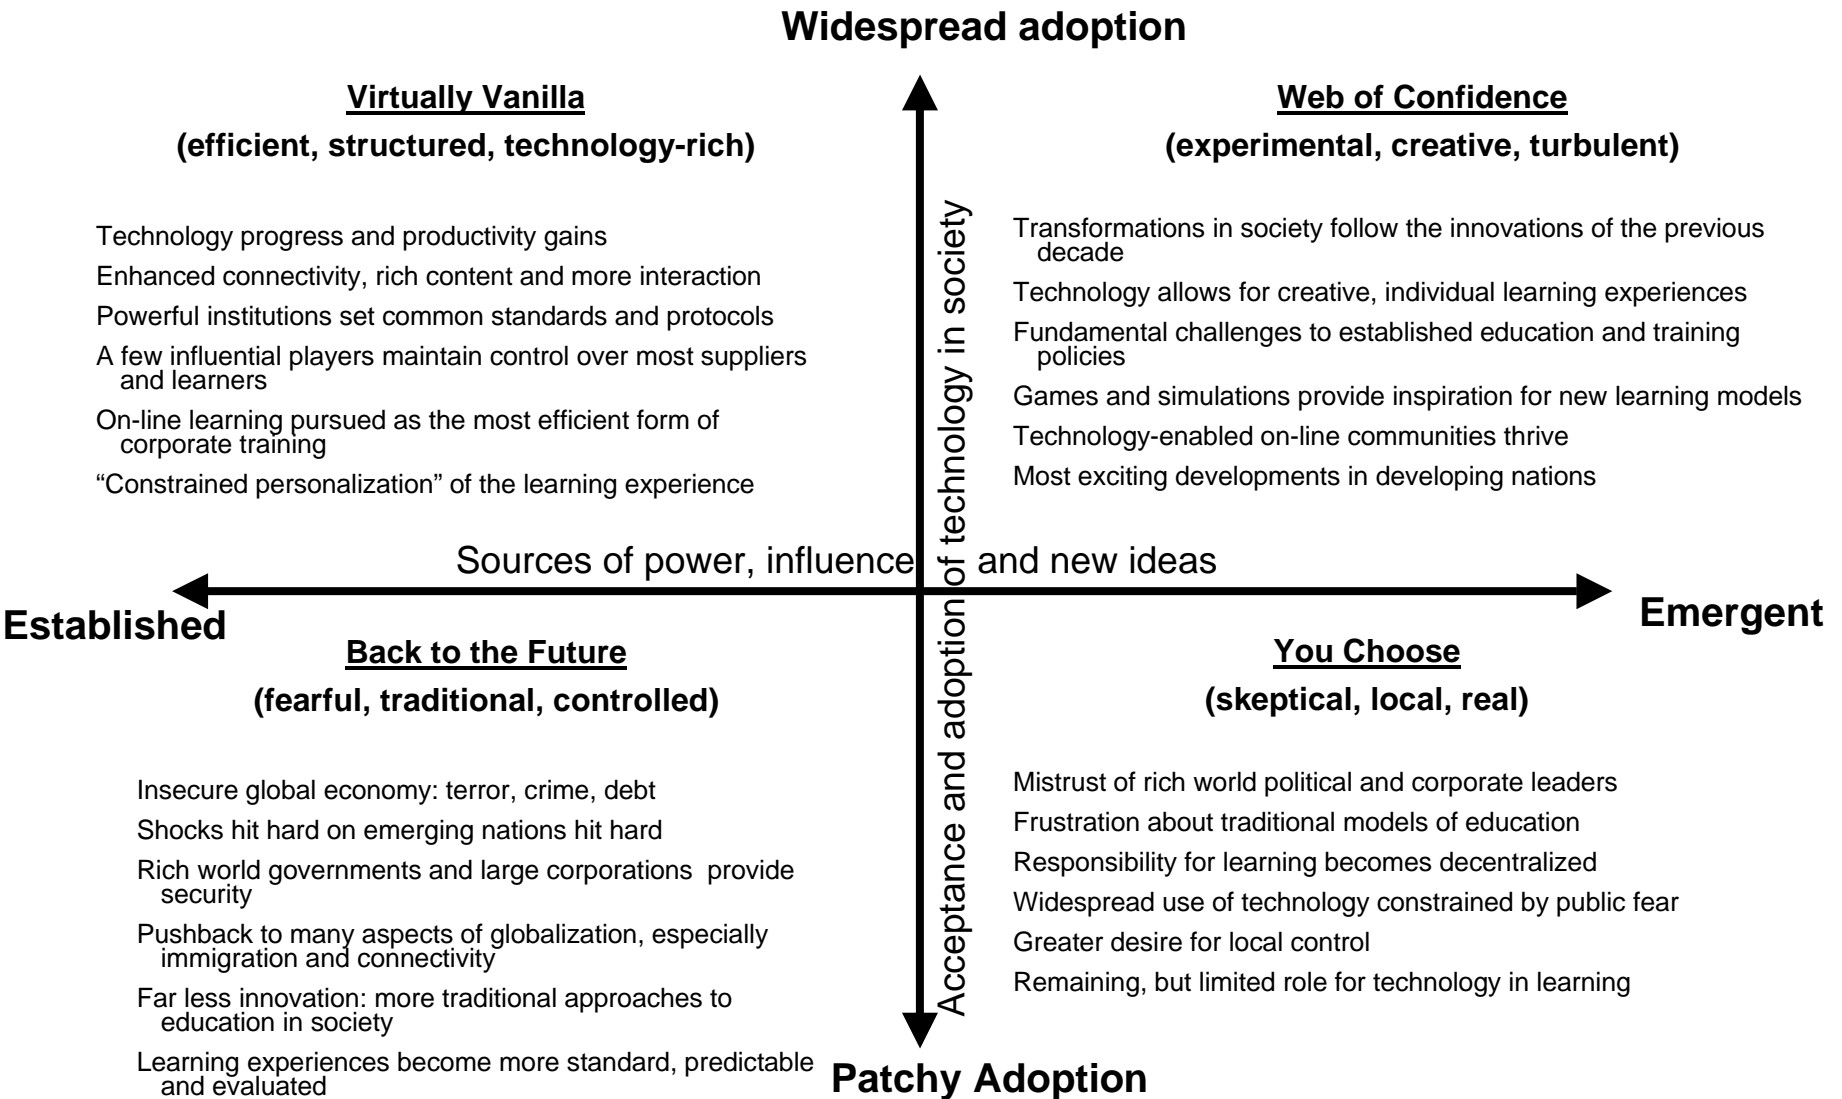 Widespread adoption
Virtually Vanilla
(efficient, structured, technology-rich)
Technology progress and productivity gains
Enhanced connectivity, rich content and more interaction
Powerful institutions set common standards and protocols
A few influential players maintain control over most suppliers
and learners
On-line learning pursued as the most efficient form of
corporate training
“Constrained personalization” of the learning experience
Web of Confidence
(experimental, creative, turbulent)
Transformations in society follow the innovations of the previous
decade
Technology allows for creative, individual learning experiences
Fundamental challenges to established education and training
policies
Games and simulations provide inspiration for new learning models
Technology-enabled on-line communities thrive
Most exciting developments in developing nations
Acceptance and adoption of technology in society
Sources of power, influence and new ideas
Established
Emergent
Back to the Future
(fearful, traditional, controlled)
Insecure global economy: terror, crime, debt
Shocks hit hard on emerging nations hit hard
Rich world governments and large corporations  provide
security
Pushback to many aspects of globalization, especially
immigration and connectivity
Far less innovation: more traditional approaches to
education in society
Learning experiences become more standard, predictable
and evaluated
You Choose
(skeptical, local, real)
Mistrust of rich world political and corporate leaders
Frustration about traditional models of education
Responsibility for learning becomes decentralized
Widespread use of technology constrained by public fear
Greater desire for local control
Remaining, but limited role for technology in learning
Patchy Adoption